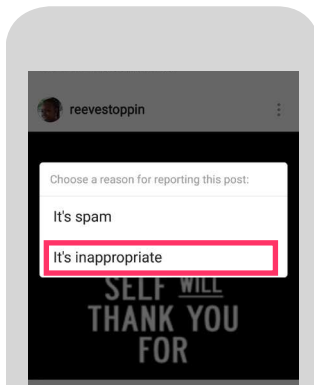 reevestoppin
Choose a reason for reporting this post:
It's spam
It's inappropriate
SELF WILL
THANK YOU
FOR